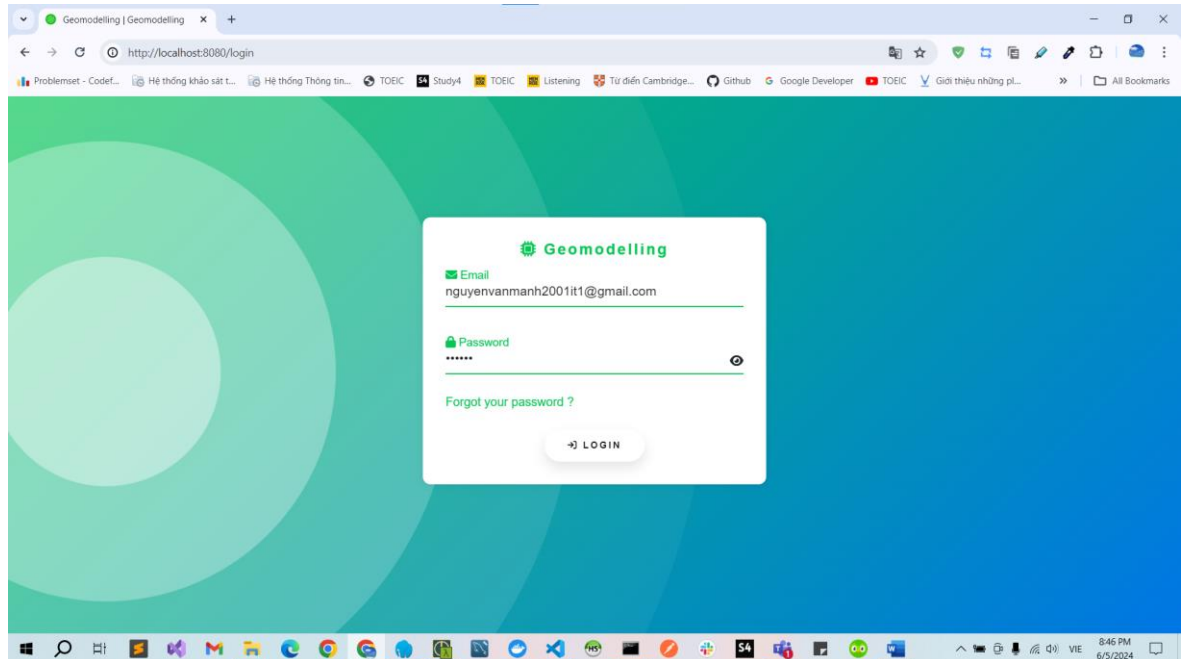 Geomodelling | Geomodelling
http://localhost:8080/login
Problemset - Codef... Hệ thống khảo sát t... Hệ thống Thông tin... TOEIC S4 Study4 TOEIC Listening Từ điển Cambridge... Github Google Developer TOEIC Giới thiệu những pl... » All Bookmarks
Geomodelling
Email
nguyenvanmanh2001it1@gmail.com
Password
••••••
Forgot your password ?
LOGIN
S4
VIE
8:46 PM
6/5/2024